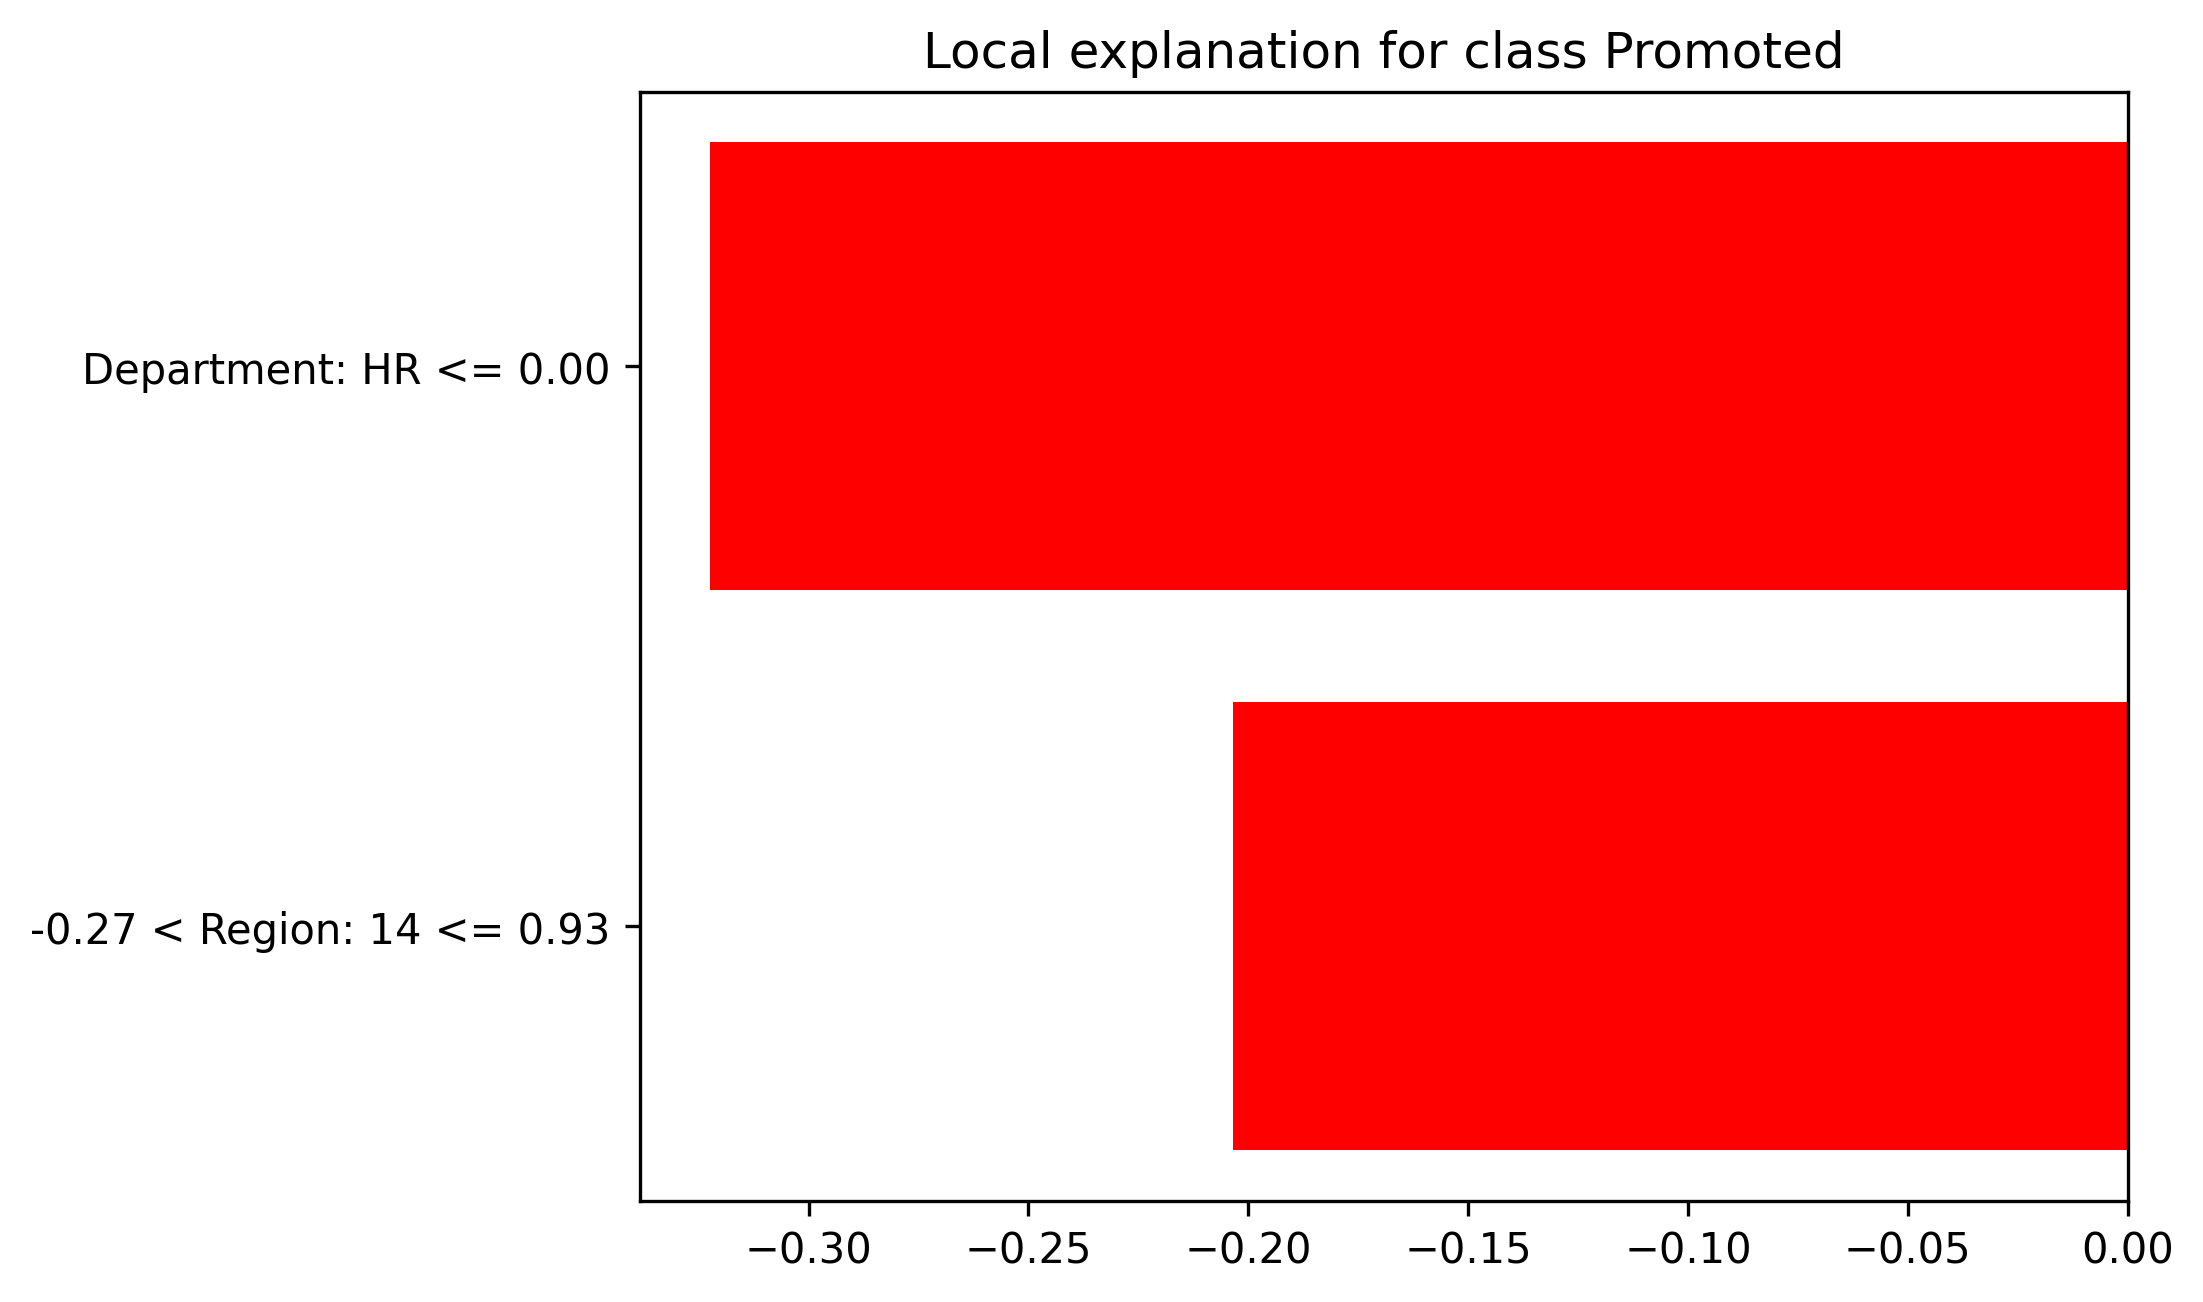 Local explanation for class Promoted
Department: HR <= 0.00
-0.27 < Region: 14 <= 0.93
−0.30 −0.25 −0.20 −0.15 −0.10 −0.05 0.00